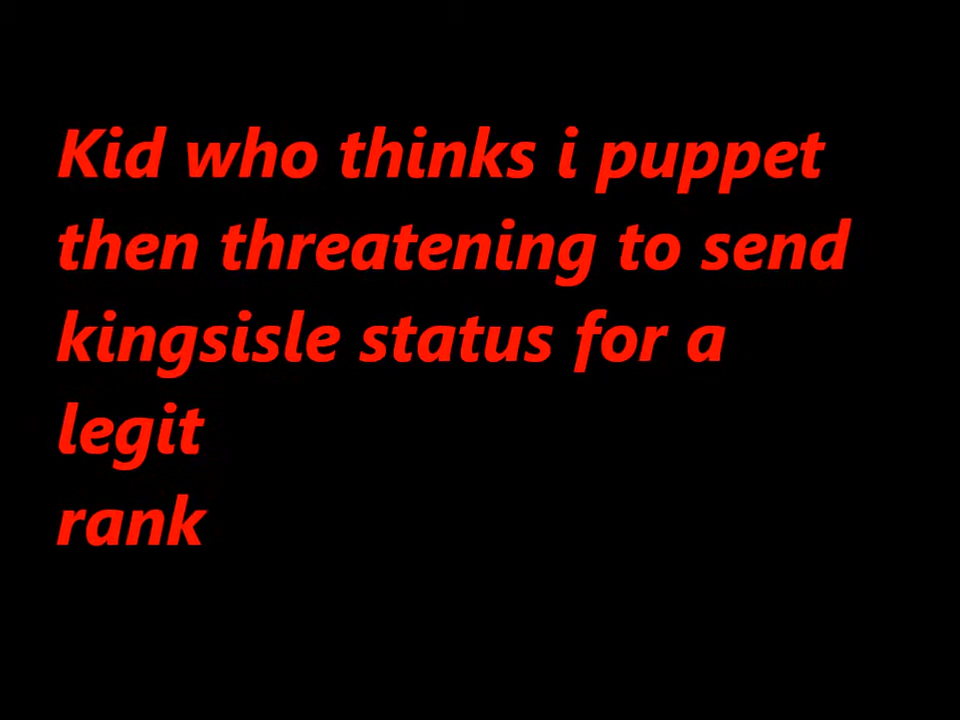 Kid who thinks i puppet
then threatening to send
kingsisle status for a
legit
rank